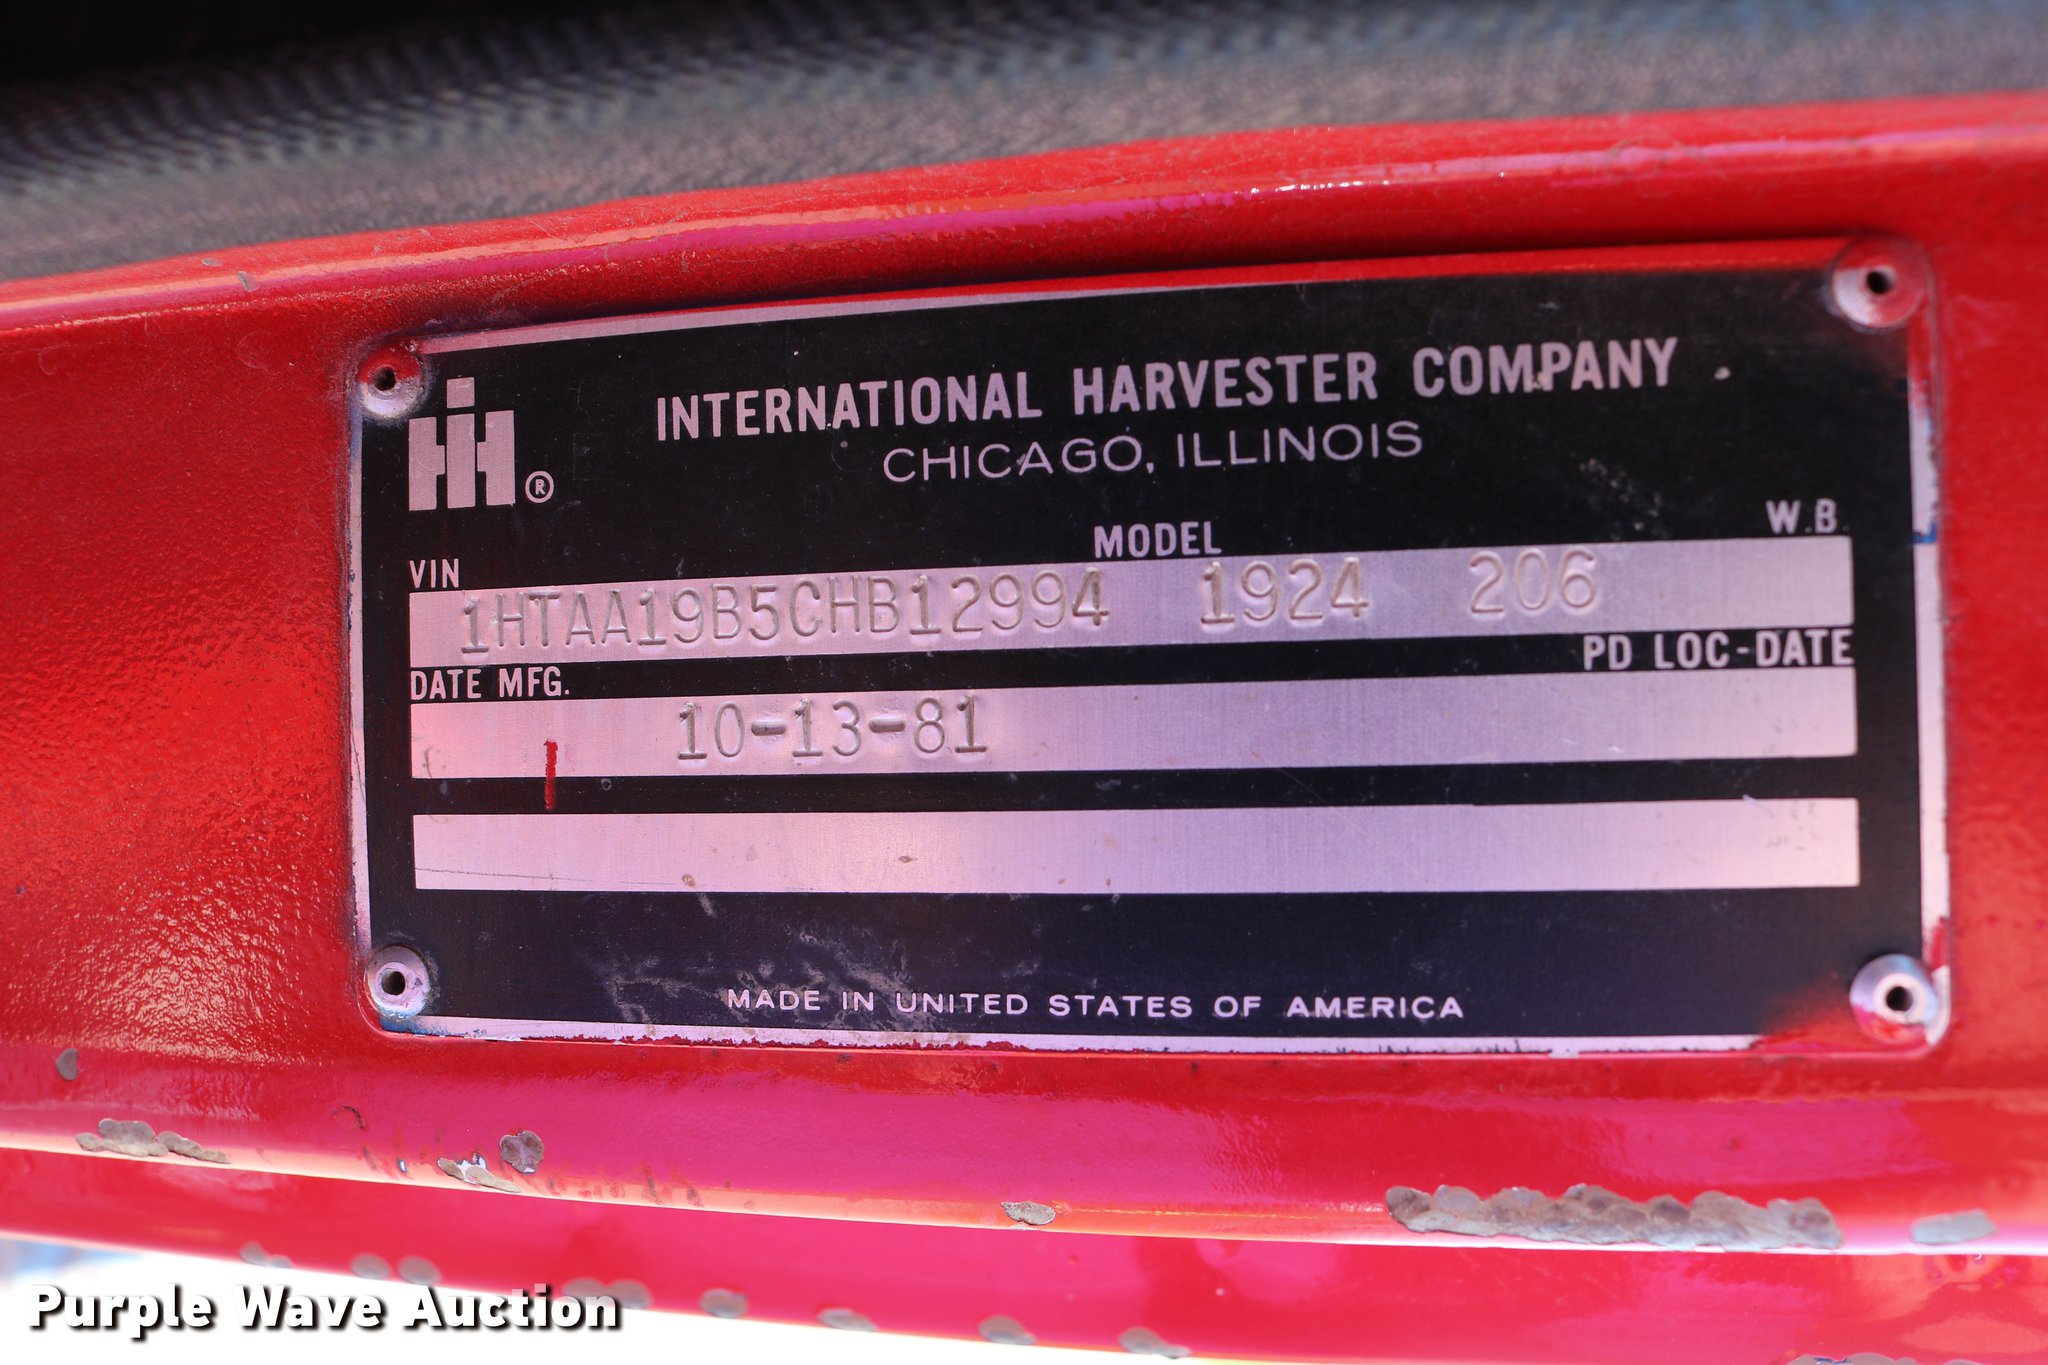 IH®
INTERNATIONAL HARVESTER COMPANY
CHICAGO, ILLINOIS
VIN MODEL W.B.
1HTAA19B5CHB12994 1924 206
DATE MFG. PD LOC-DATE
10-13-81
MADE IN UNITED STATES OF AMERICA
Purple Wave Auction